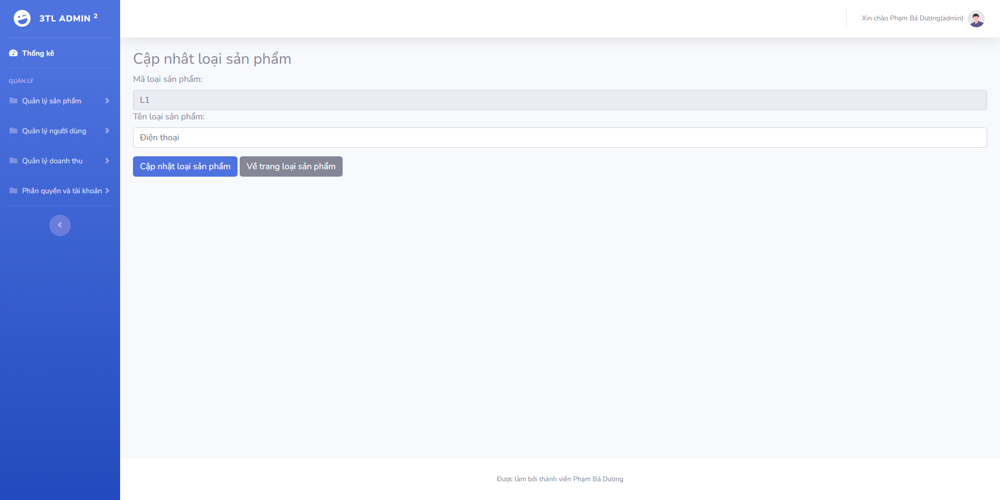 3TL ADMIN 2
Xin chào Phạm Bá Dương(admin)
Thống kê
QUẢN LÝ
Quản lý sản phẩm
Quản lý người dùng
Quản lý doanh thu
Phân quyền và tài khoản
Cập nhât loại sản phẩm
Mã loại sản phẩm:
L1
Tên loại sản phẩm:
Điện thoại
Cập nhật loại sản phẩm
Về trang loại sản phẩm
Được làm bởi thành viên Phạm Bá Dương